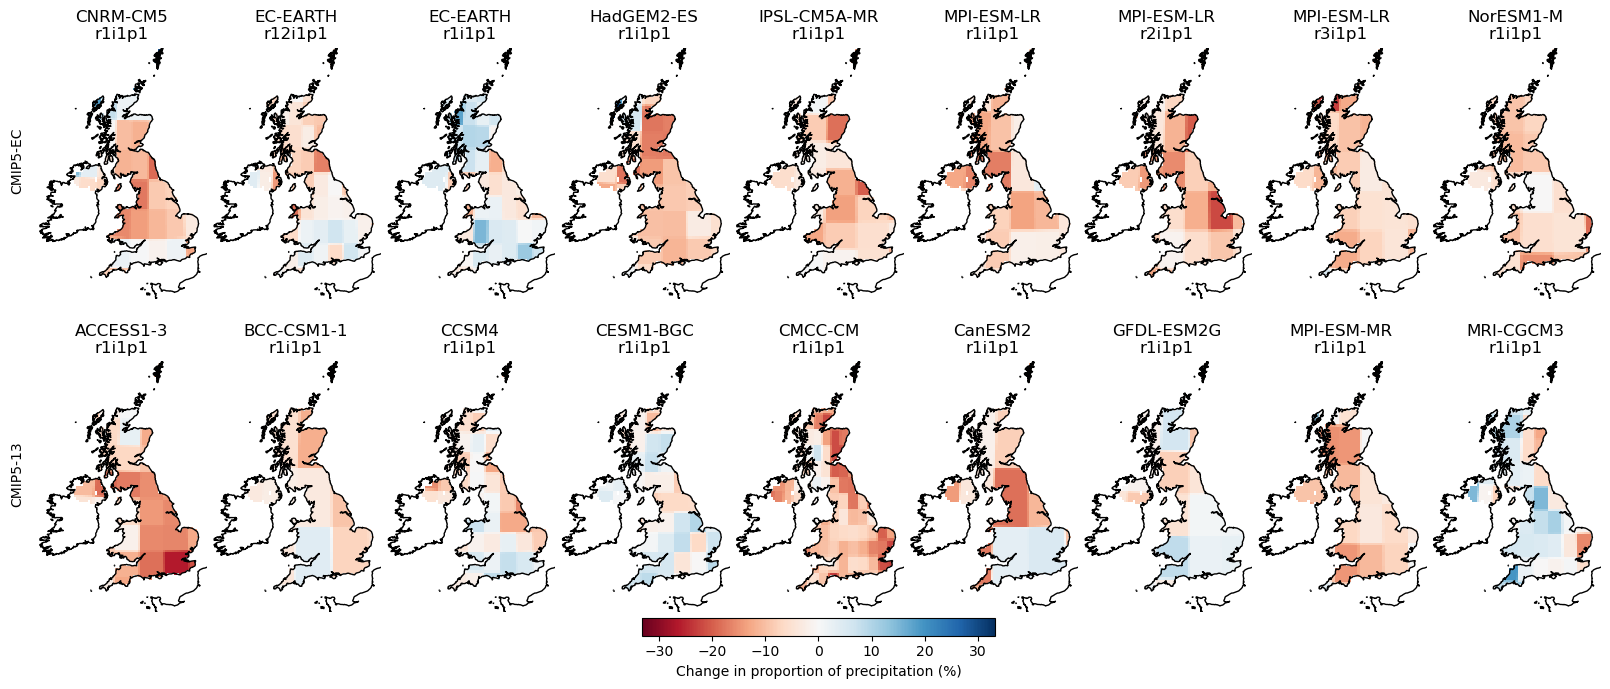 CNRM-CM5
r1i1p1
EC-EARTH
r12i1p1
EC-EARTH
r1i1p1
HadGEM2-ES
r1i1p1
IPSL-CM5A-MR
r1i1p1
MPI-ESM-LR
r1i1p1
MPI-ESM-LR
r2i1p1
MPI-ESM-LR
r3i1p1
NorESM1-M
r1i1p1
CMIP5-EC
ACCESS1-3
r1i1p1
BCC-CSM1-1
r1i1p1
CCSM4
r1i1p1
CESM1-BGC
r1i1p1
CMCC-CM
r1i1p1
CanESM2
r1i1p1
GFDL-ESM2G
r1i1p1
MPI-ESM-MR
r1i1p1
MRI-CGCM3
r1i1p1
CMIP5-13
−30 −20 −10 0 10 20 30
Change in proportion of precipitation (%)